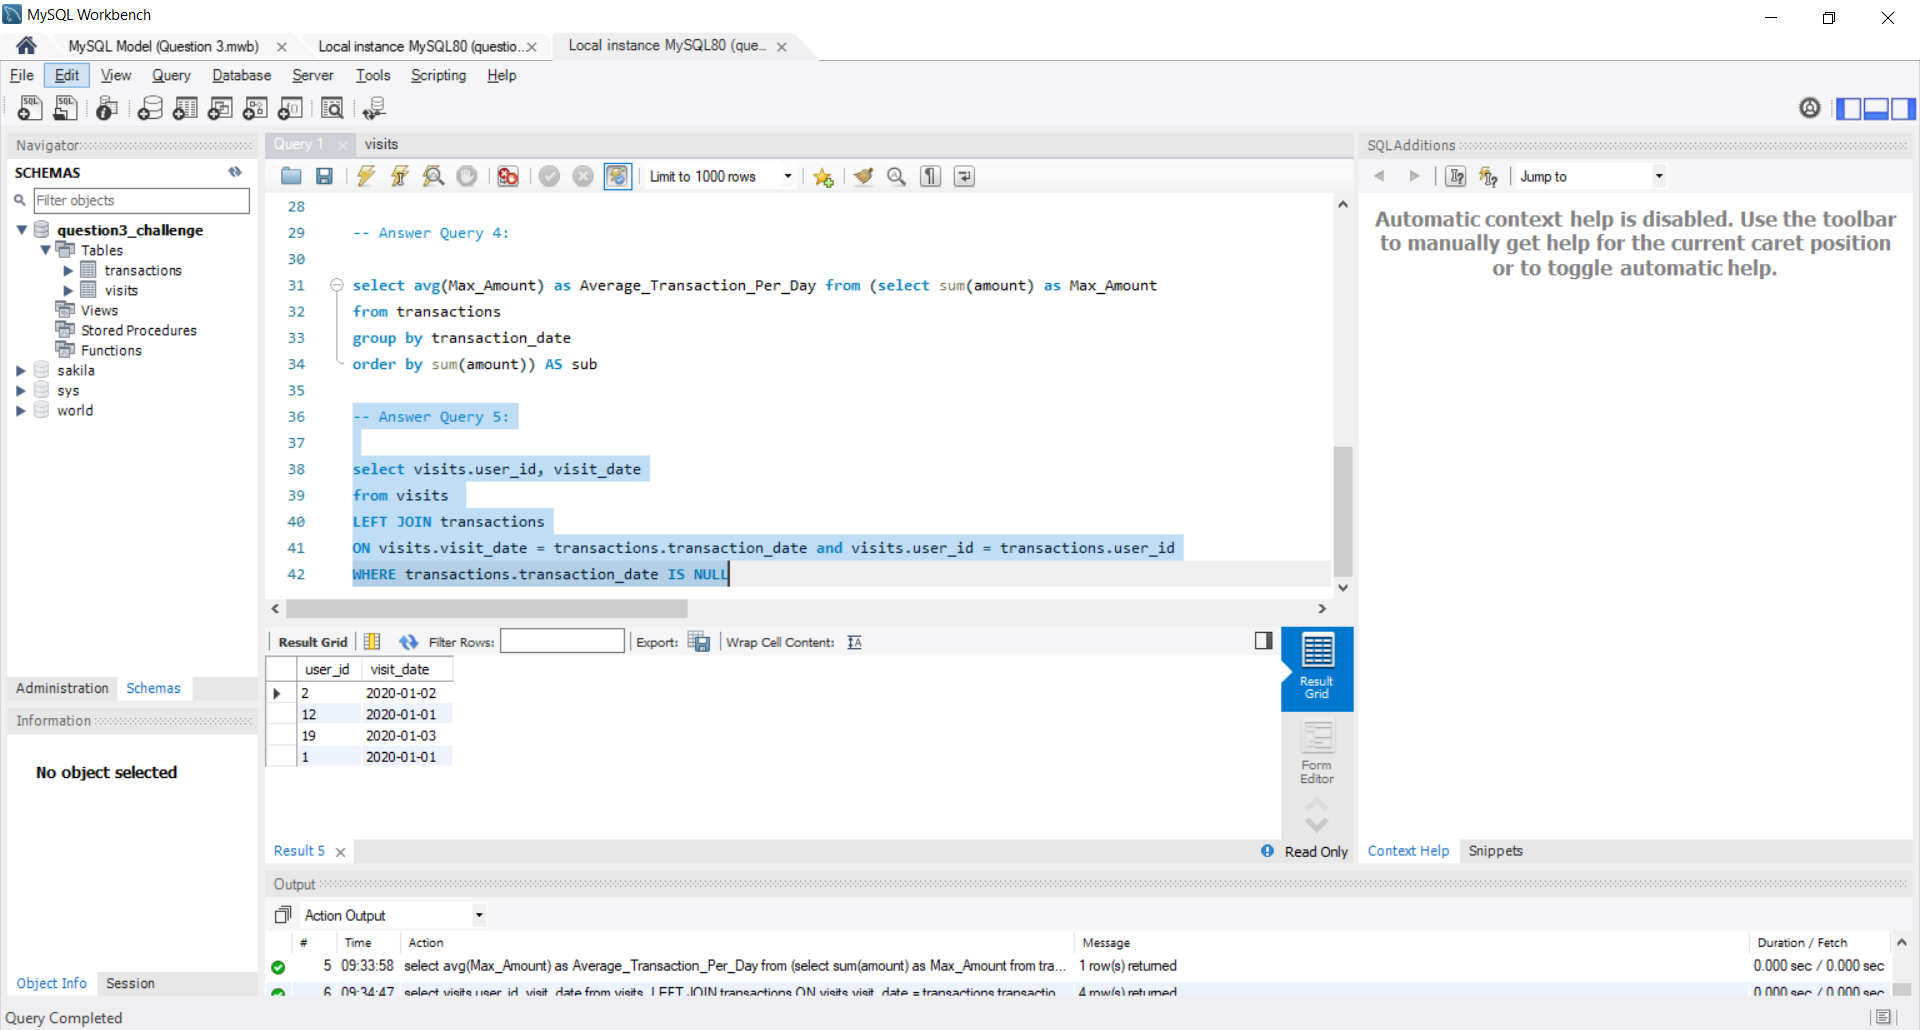 MySQL Workbench
MySQL Model (Question 3.mwb)
Local instance MySQL80 (questio...
Local instance MySQL80 (que...
File Edit View Query Database Server Tools Scripting Help
Navigator
SCHEMAS
Filter objects
question3_challenge
Tables
transactions
visits
Views
Stored Procedures
Functions
sakila
sys
world
Administration Schemas
Information
No object selected
Object Info Session
Query 1 visits
Limit to 1000 rows
28
29 -- Answer Query 4:
30
31 select avg(Max_Amount) as Average_Transaction_Per_Day from (select sum(amount) as Max_Amount
32 from transactions
33 group by transaction_date
34 order by sum(amount)) AS sub
35
36 -- Answer Query 5:
37
38 select visits.user_id, visit_date
39 from visits
40 LEFT JOIN transactions
41 ON visits.visit_date = transactions.transaction_date and visits.user_id = transactions.user_id
42 WHERE transactions.transaction_date IS NULL
Result Grid Filter Rows: Export: Wrap Cell Content:
user_id visit_date
2 2020-01-02
12 2020-01-01
19 2020-01-03
1 2020-01-01
Result Grid
Form Editor
Result 5
Read Only
SQLAdditions
Jump to
Automatic context help is disabled. Use the toolbar
to manually get help for the current caret position
or to toggle automatic help.
Context Help Snippets
Output
Action Output
# Time Action Message Duration / Fetch
5 09:33:58 select avg(Max_Amount) as Average_Transaction_Per_Day from (select sum(amount) as Max_Amount from tra... 1 row(s) returned 0.000 sec / 0.000 sec
6 09:34:47 select visits.user_id, visit_date from visits LEFT JOIN transactions ON visits.visit_date = transactions.transactio... 4 row(s) returned 0.000 sec / 0.000 sec
Query Completed